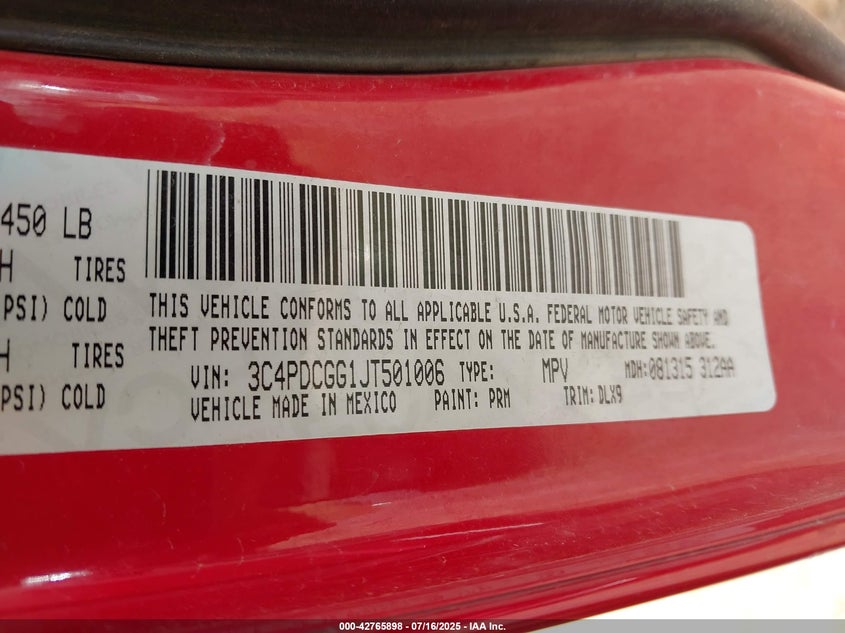 450 LB
H TIRES
PSI) COLD
H TIRES
PSI) COLD
THIS VEHICLE CONFORMS TO ALL APPLICABLE U.S.A. FEDERAL MOTOR VEHICLE SAFETY AND
THEFT PREVENTION STANDARDS IN EFFECT ON THE DATE OF MANUFACTURE SHOWN ABOVE.
VIN: 3C4PDCGG1JT501006 TYPE: MPV MDH:081315 312AA
VEHICLE MADE IN MEXICO PAINT: PRM TRIM:DLX9
000-42765898 - 07/16/2025 - IAA Inc.